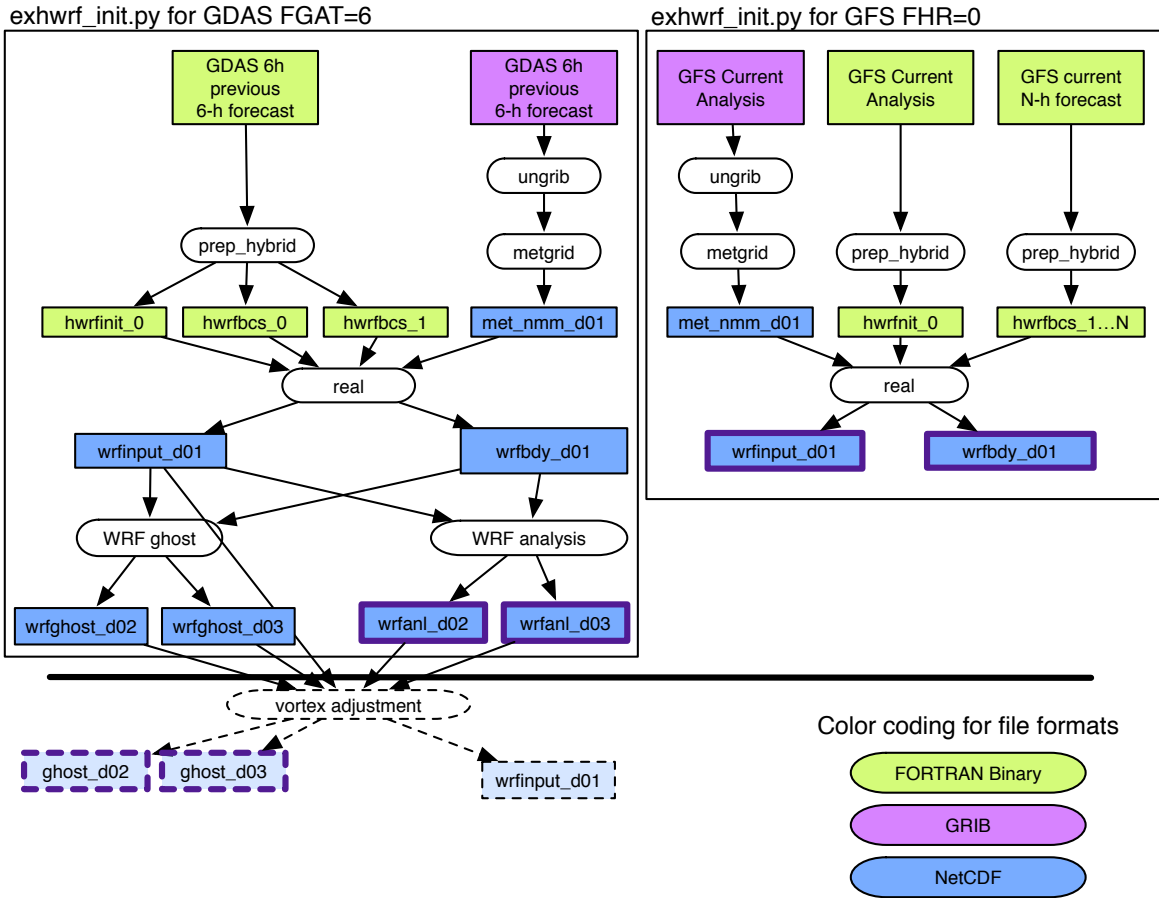 exhwrf_init.py for GDAS FGAT=6
GDAS 6h
previous
6-h forecast
GDAS 6h
previous
6-h forecast
ungrib
prep_hybrid
metgrid
hwrfinit_0
hwrfbcs_0
hwrfbcs_1
met_nmm_d01
real
wrfinput_d01
wrfbdy_d01
WRF ghost
WRF analysis
wrfghost_d02
wrfghost_d03
wrfanl_d02
wrfanl_d03
exhwrf_init.py for GFS FHR=0
GFS Current
Analysis
GFS Current
Analysis
GFS current
N-h forecast
ungrib
metgrid
prep_hybrid
prep_hybrid
met_nmm_d01
hwrfnit_0
hwrfbcs_1...N
real
wrfinput_d01
wrfbdy_d01
vortex adjustment
ghost_d02
ghost_d03
wrfinput_d01
Color coding for file formats
FORTRAN Binary
GRIB
NetCDF